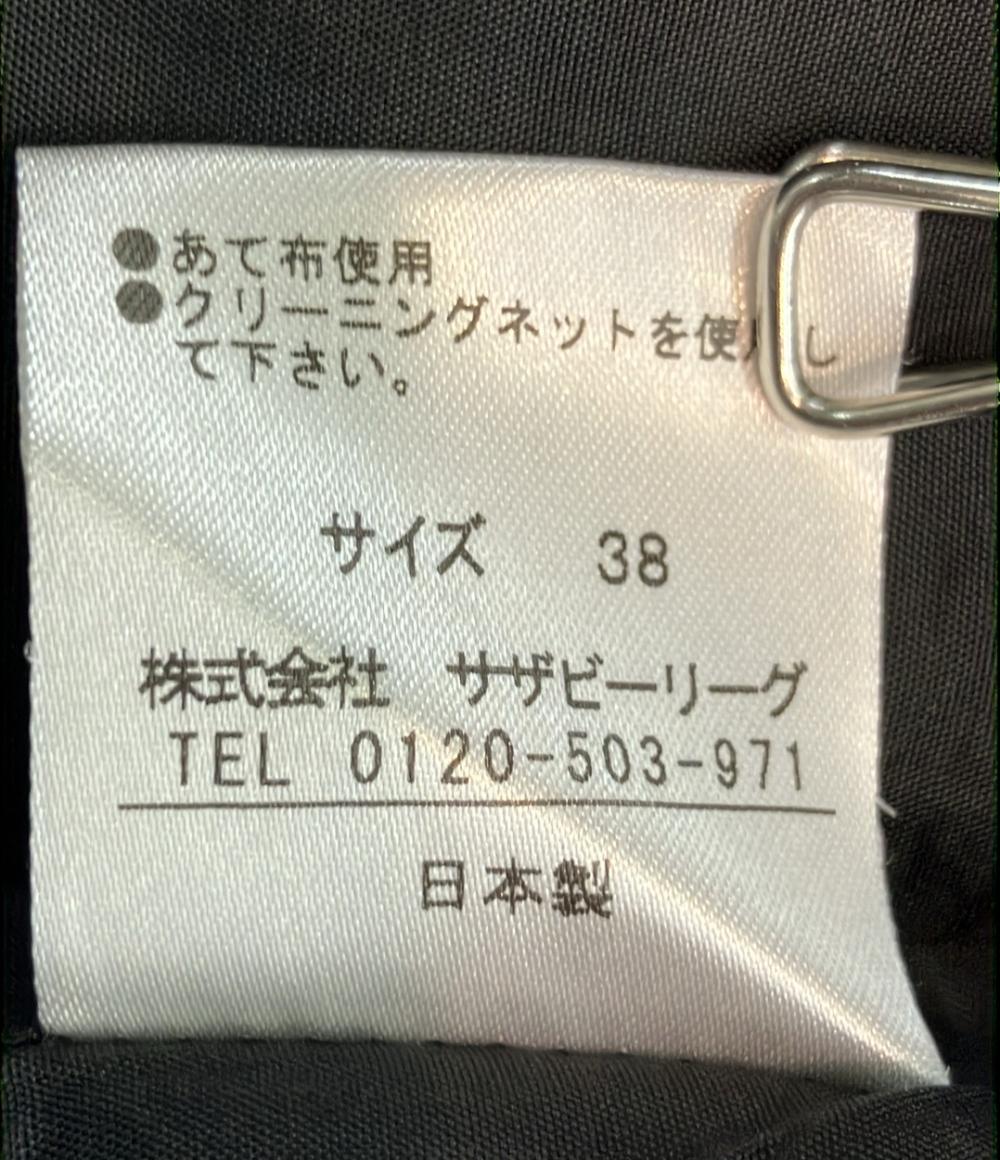 ●あて布使用
●クリーニングネットを使用し
て下さい。
サイズ 38
株式会社 サザビーリーグ
TEL 0120-503-971
日本製